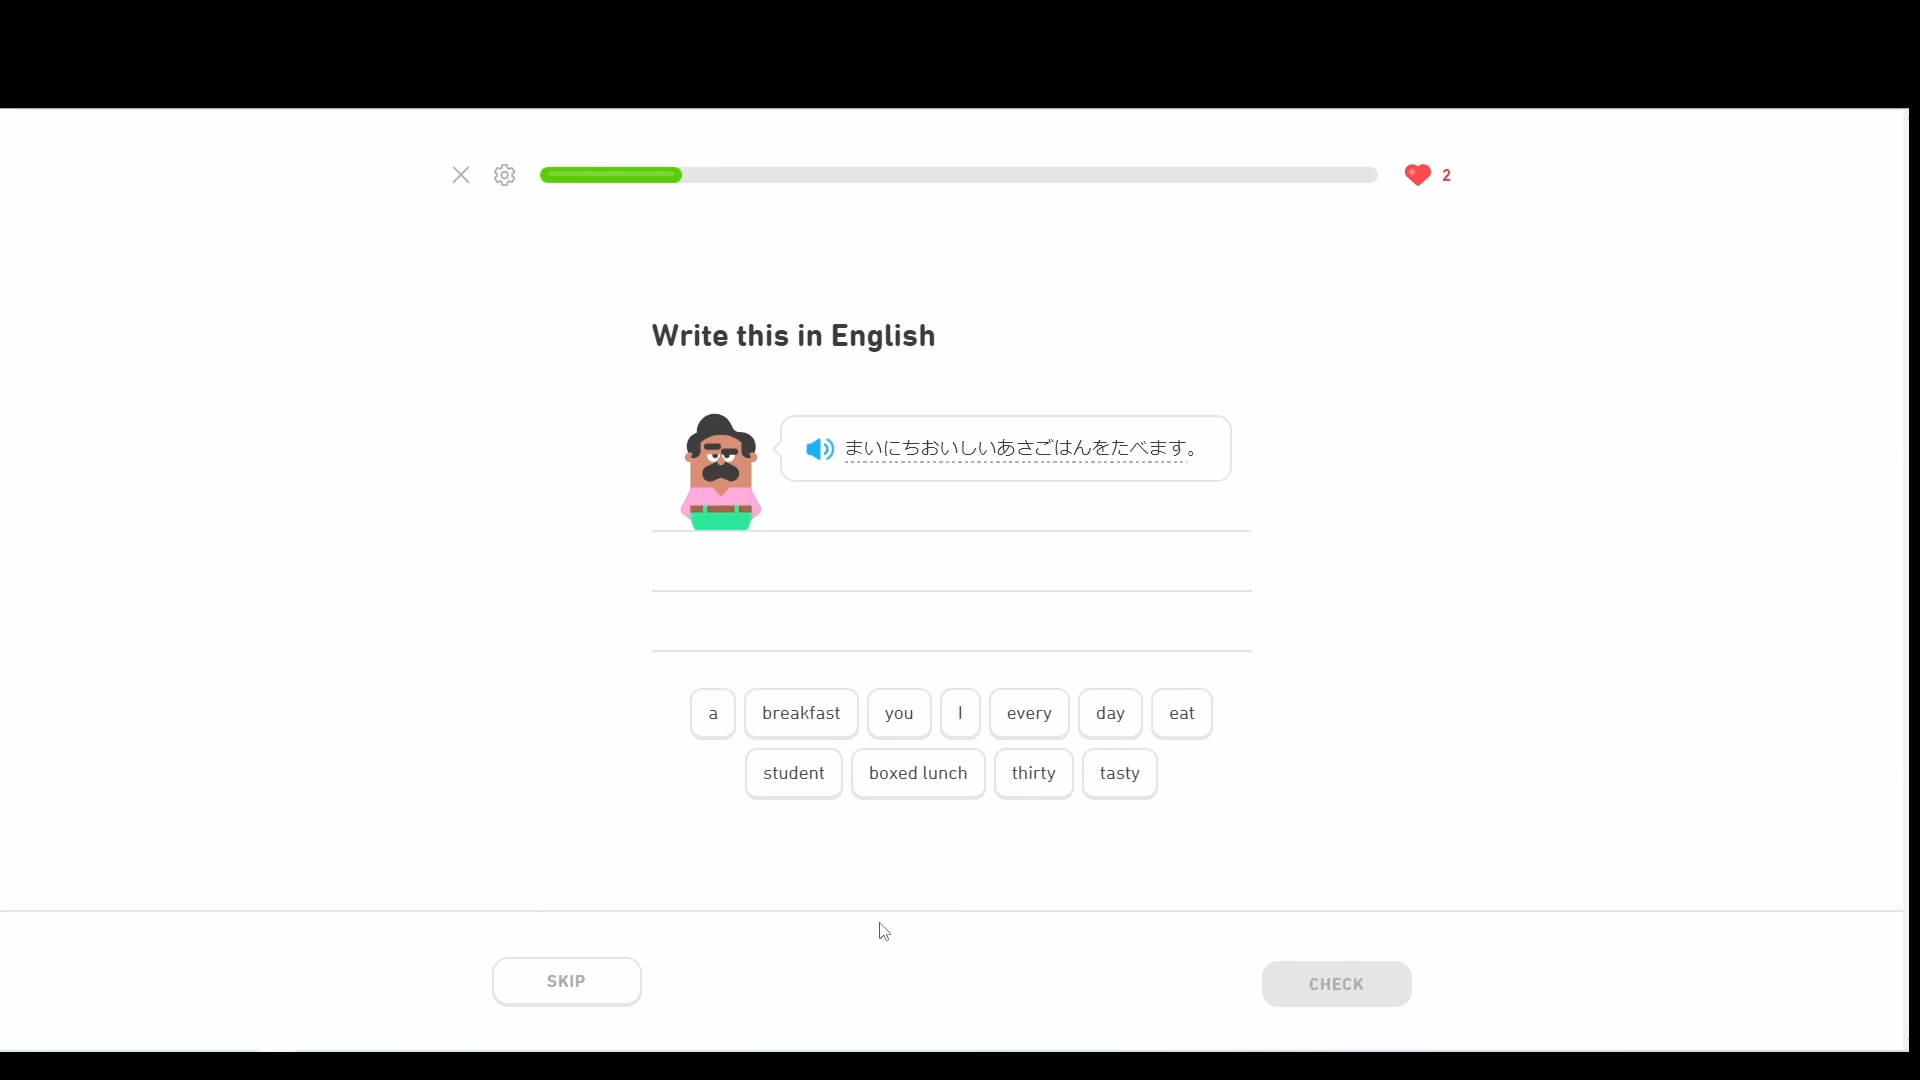 2
Write this in English
まいにちおいしいあさごはんをたべます。
a breakfast you I every day eat
student boxed lunch thirty tasty
SKIP CHECK